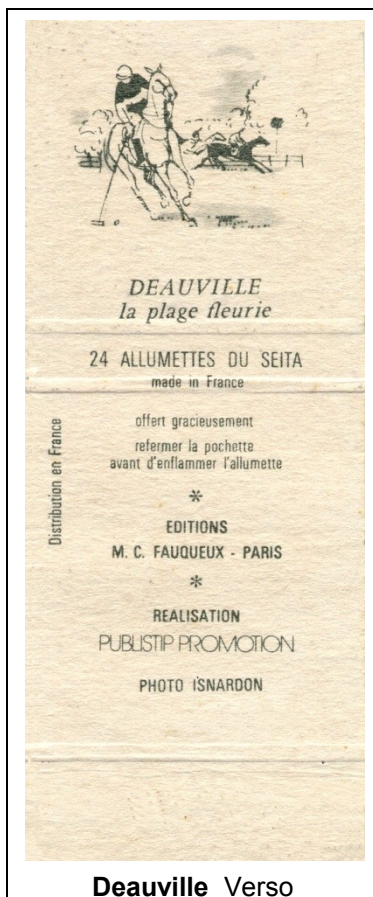 DEAUVILLE
la plage fleurie
24 ALLUMETTES DU SEITA
made in France
Distribution en France
offert gracieusement
refermer la pochette
avant d'enflammer l'allumette
*
EDITIONS
M. C. FAUQUEUX - PARIS
*
REALISATION
PUBLISTIP PROMOTION
PHOTO ISNARDON
Deauville Verso